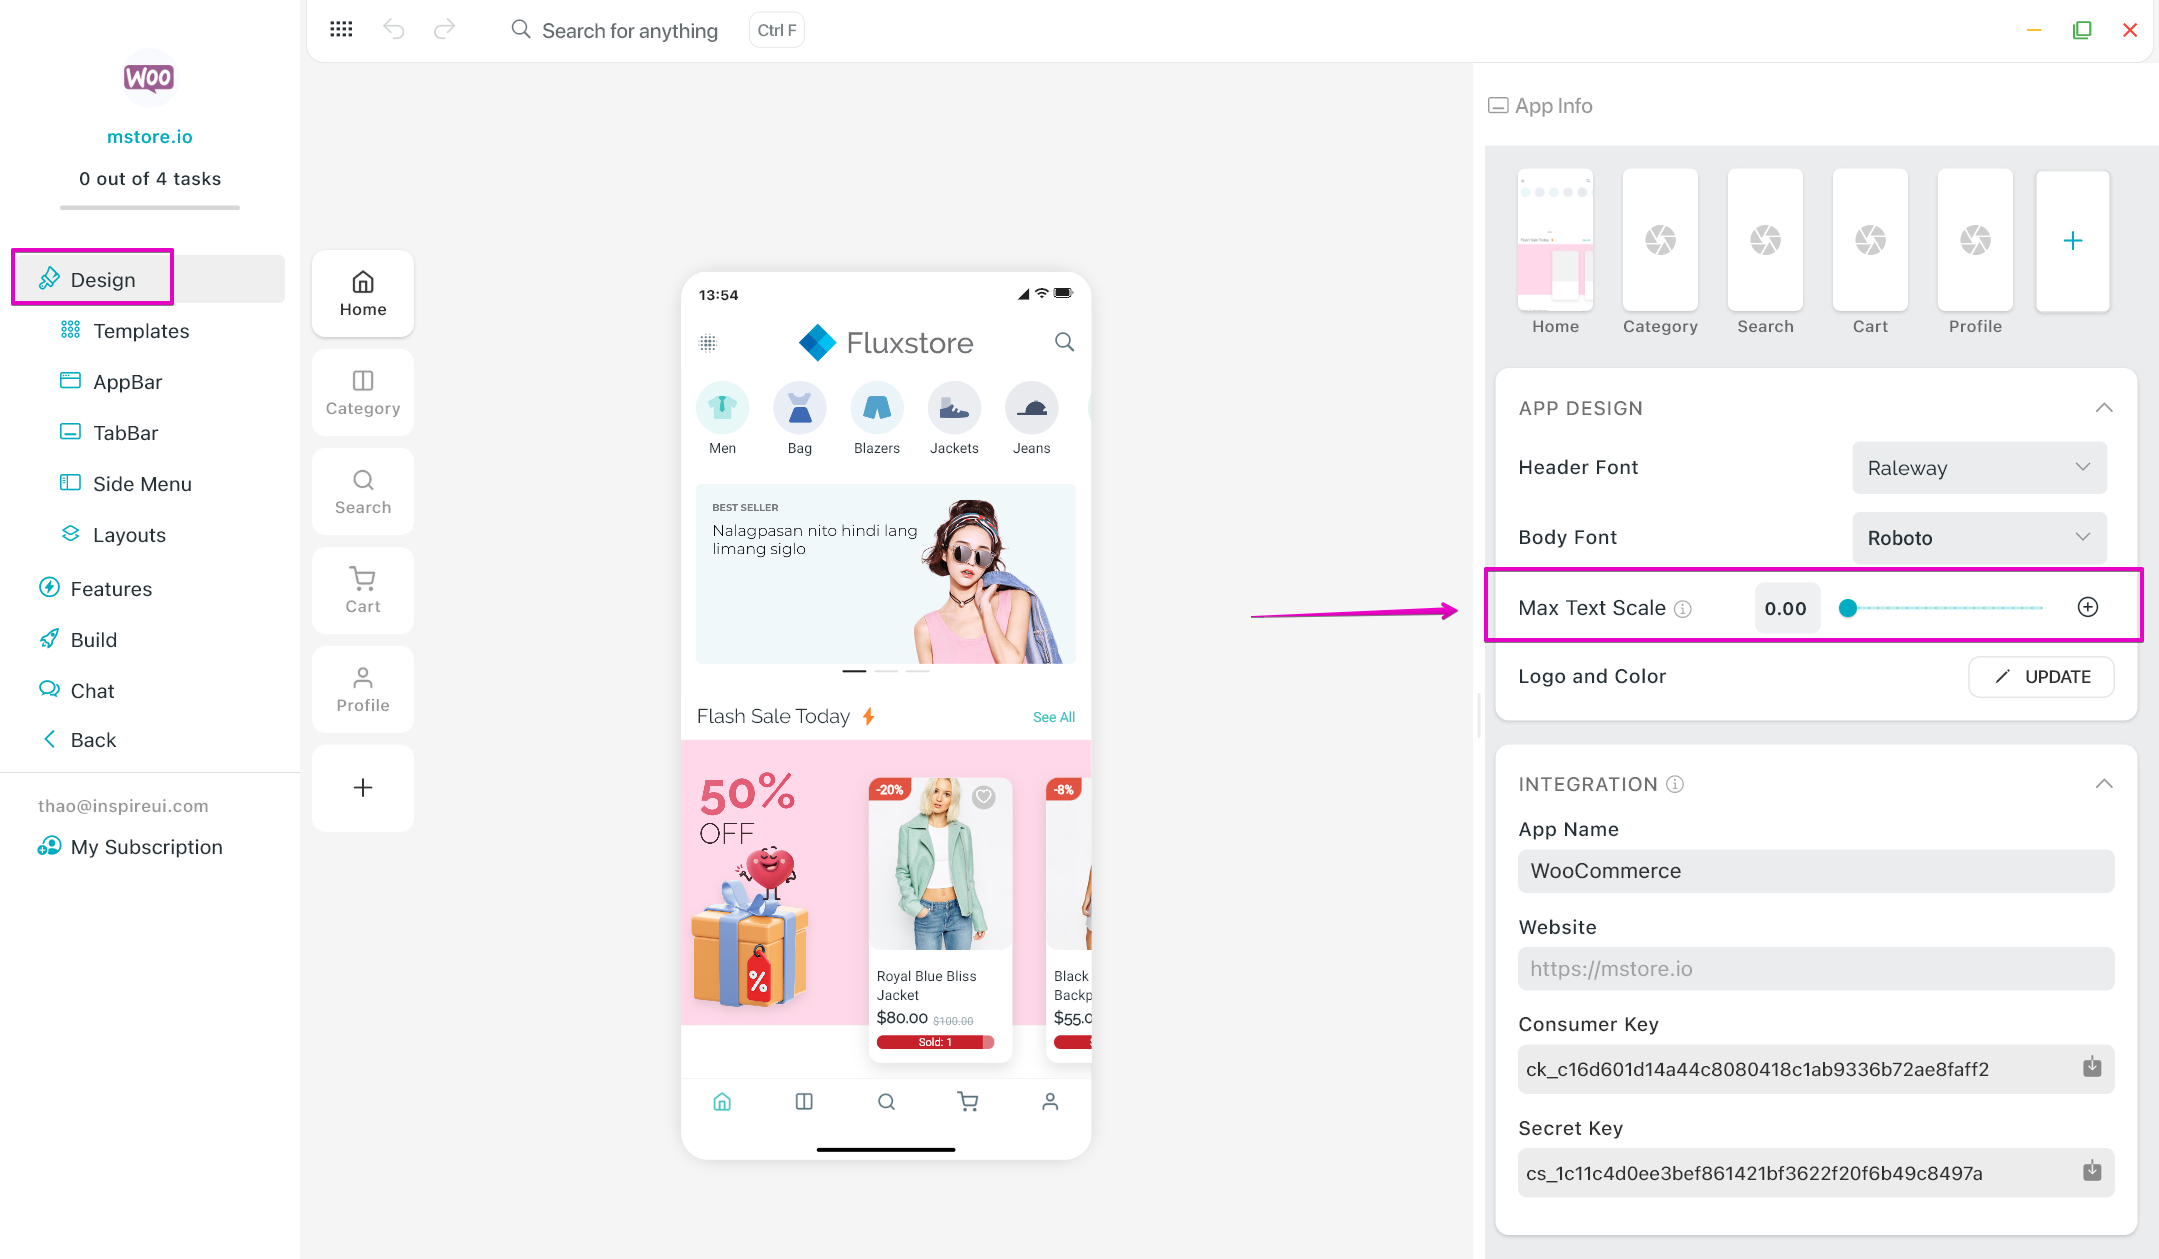 WOO
mstore.io
0 out of 4 tasks
Design
Templates
AppBar
TabBar
Side Menu
Layouts
Features
Build
Chat
Back
thao@inspireui.com
My Subscription
Search for anything
Ctrl F
Home
Category
Search
Cart
Profile
+
13:54
Fluxstore
Men
Bag
Blazers
Jackets
Jeans
BEST SELLER
Nalagpasan nito hindi lang
limang siglo
Flash Sale Today
See All
50%
OFF
%
-20%
Royal Blue Bliss
Jacket
$80.00 $100.00
Sold: 1
-8%
Black
Backp
$55.0
App Info
Flash Sale Today
Home
Category
Search
Cart
Profile
+
APP DESIGN
Header Font
Raleway
Body Font
Roboto
Max Text Scale
0.00
Logo and Color
UPDATE
INTEGRATION
App Name
WooCommerce
Website
https://mstore.io
Consumer Key
ck_c16d601d14a44c8080418c1ab9336b72ae8faff2
Secret Key
cs_1c11c4d0ee3bef861421bf3622f20f6b49c8497a